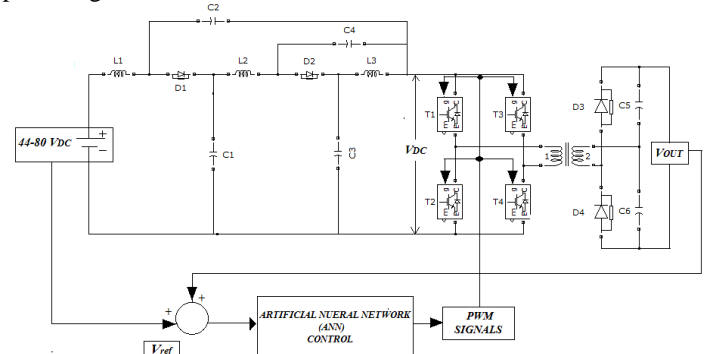 C2
C4
L1
L2
L3
D1
D2
T1
T3
D3
C5
44-80 VDC
+
−
C1
C3
VDC
1
2
VOUT
T2
T4
D4
C6
+
+
ARTIFICIAL NUERAL NETWORK
(ANN)
CONTROL
PWM
SIGNALS
Vref